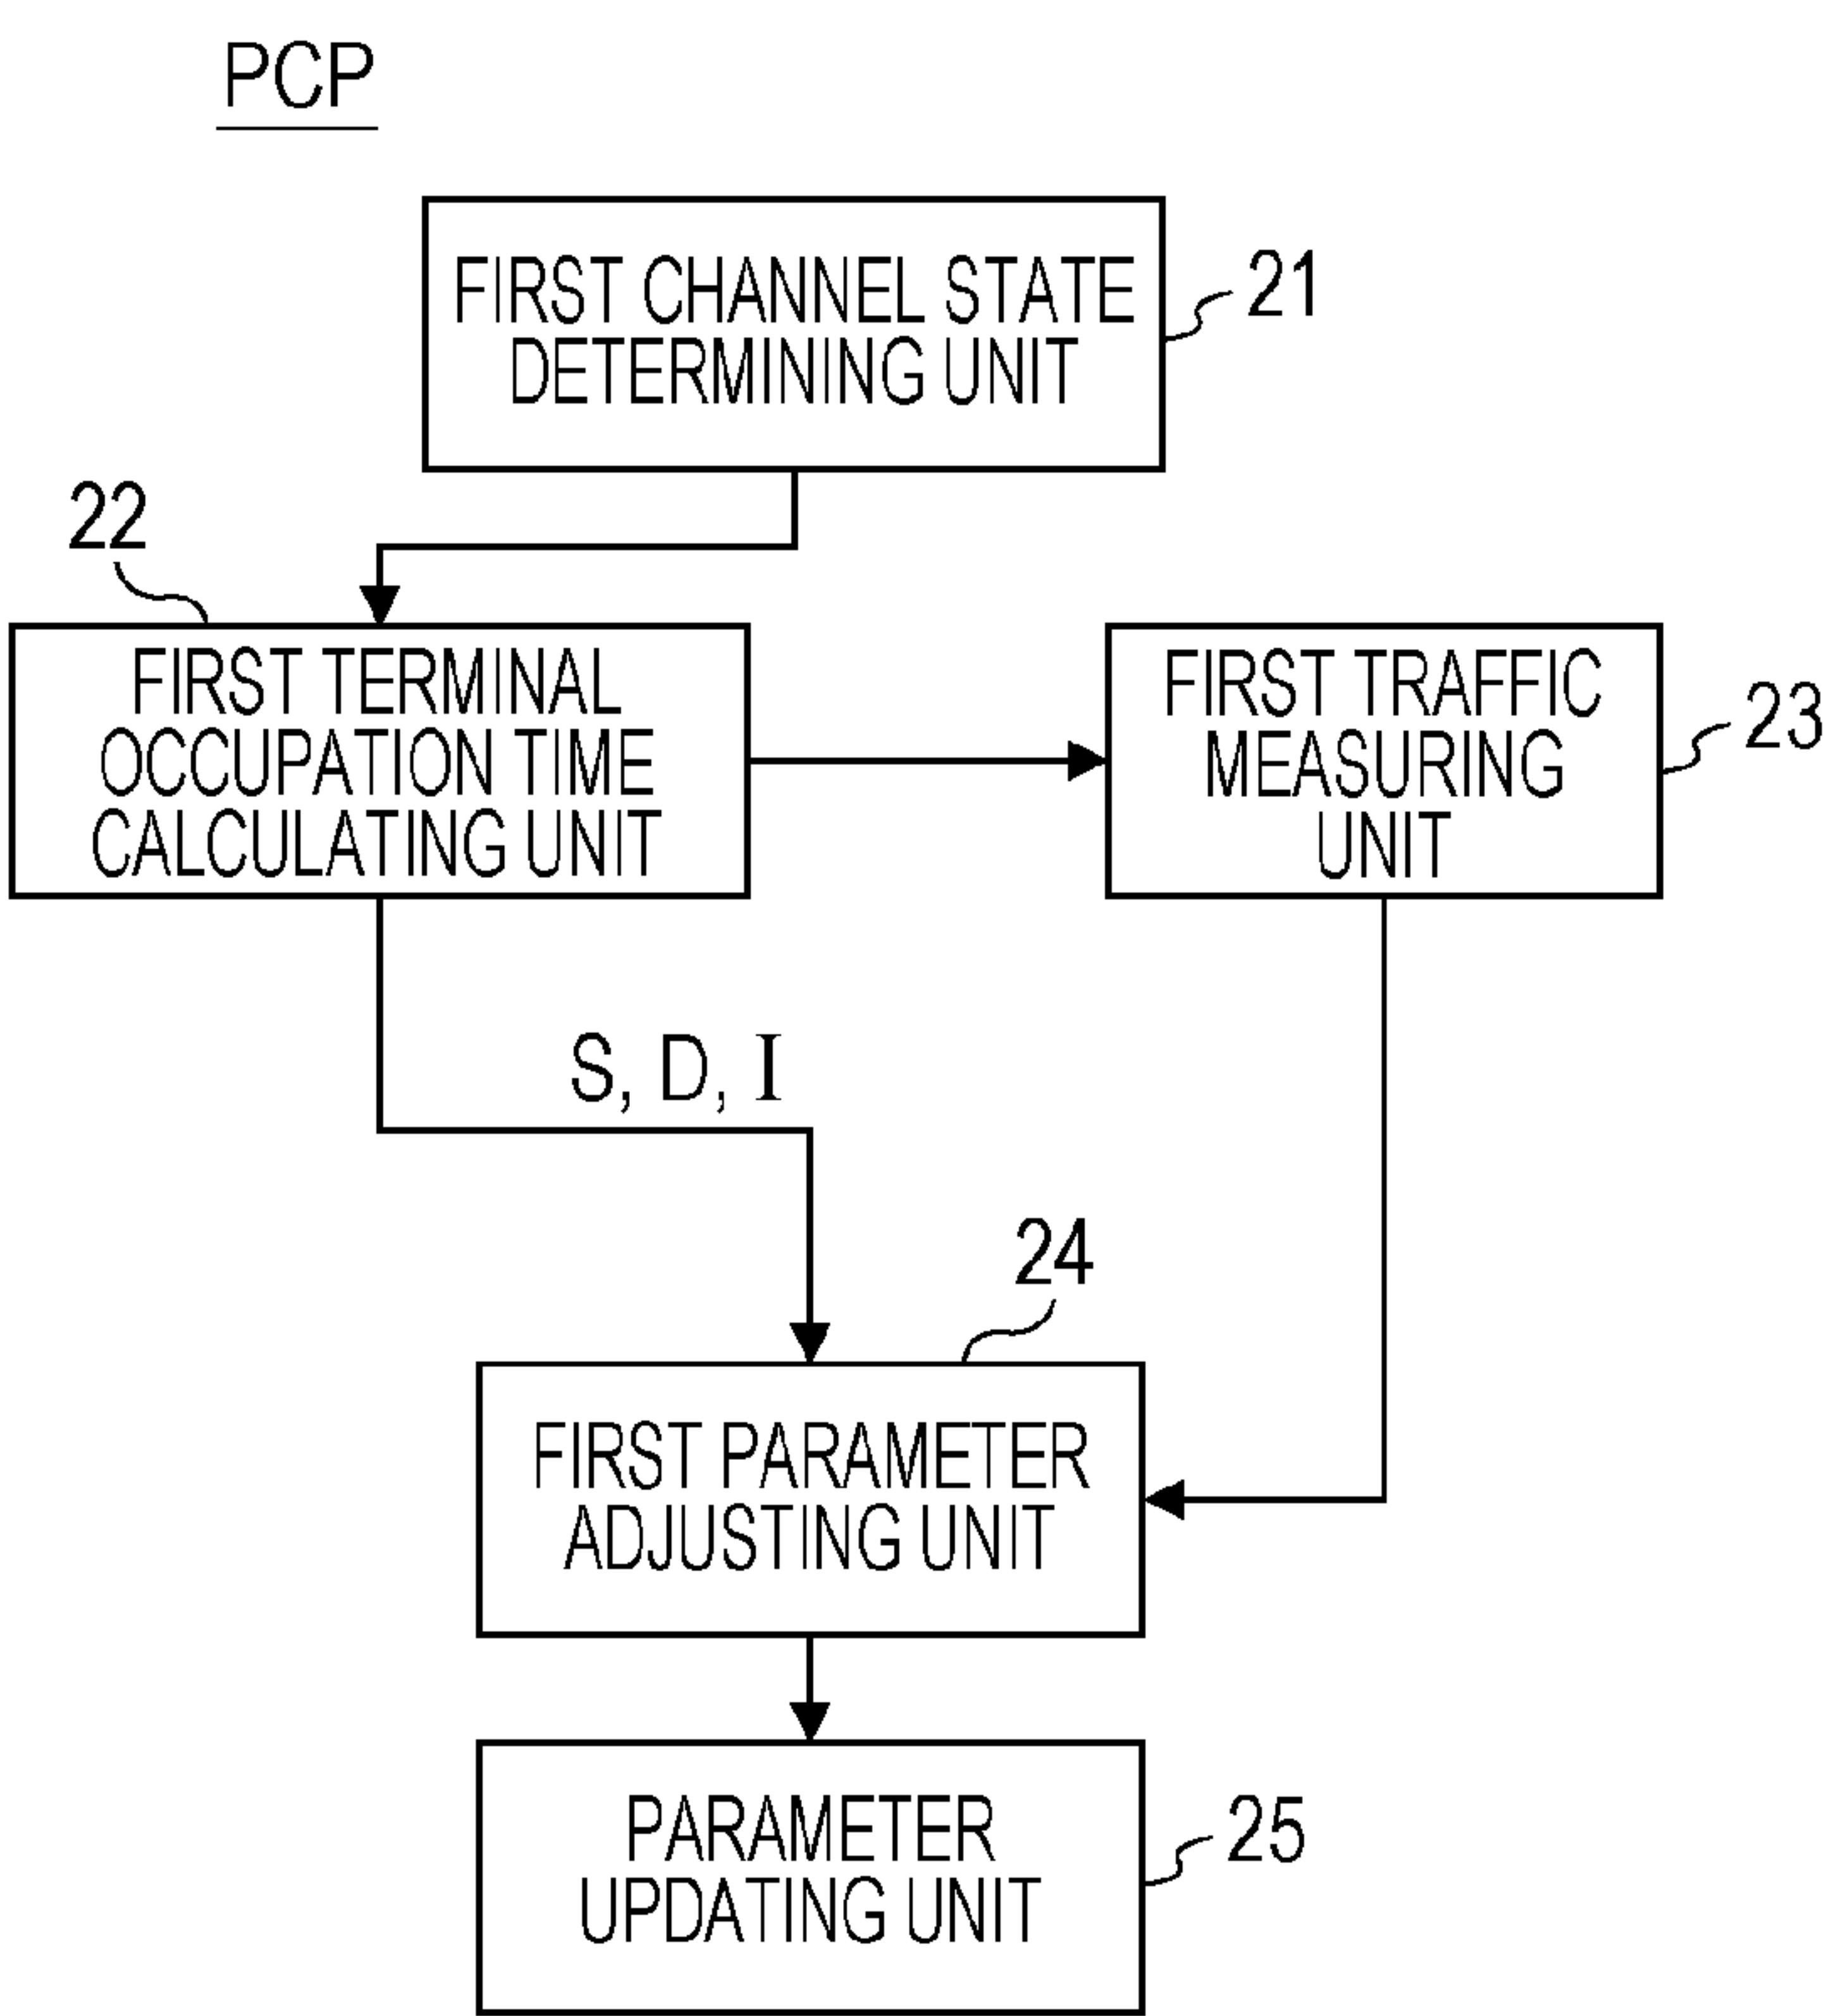 PCP
FIRST CHANNEL STATE
DETERMINING UNIT
21
22
FIRST TERMINAL
OCCUPATION TIME
CALCULATING UNIT
FIRST TRAFFIC
MEASURING
UNIT
23
S, D, I
24
FIRST PARAMETER
ADJUSTING UNIT
PARAMETER
UPDATING UNIT
25